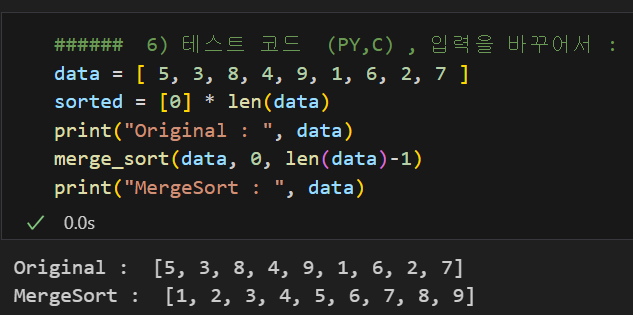 ###### 6) 테스트 코드 (PY,C) , 입력을 바꾸어서 :
data = [ 5, 3, 8, 4, 9, 1, 6, 2, 7 ]
sorted = [0] * len(data)
print("Original : ", data)
merge_sort(data, 0, len(data)-1)
print("MergeSort : ", data)
0.0s
Original :  [5, 3, 8, 4, 9, 1, 6, 2, 7]
MergeSort :  [1, 2, 3, 4, 5, 6, 7, 8, 9]